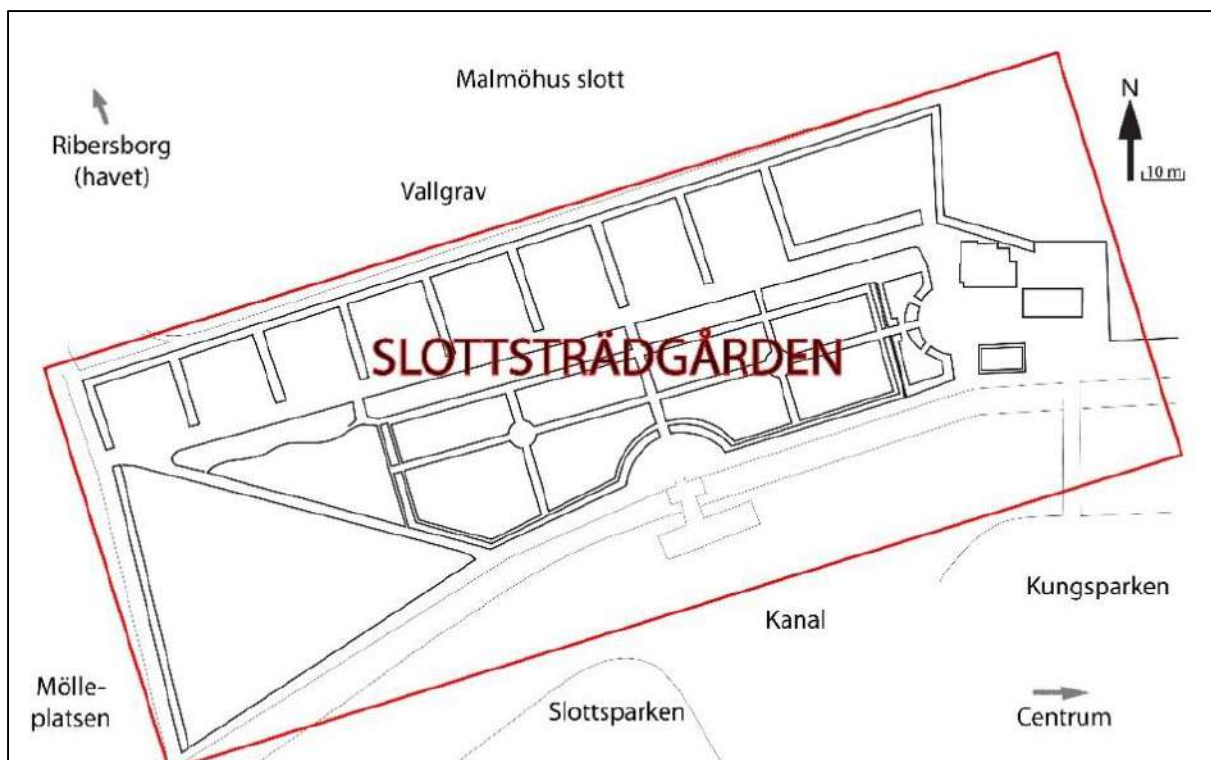 Malmöhus slott
N
Ribersborg
(havet)
10 m
Vallgrav
SLOTTSTRÄDGÅRDEN
Kungsparken
Kanal
Mölle-
platsen
Slottsparken
Centrum